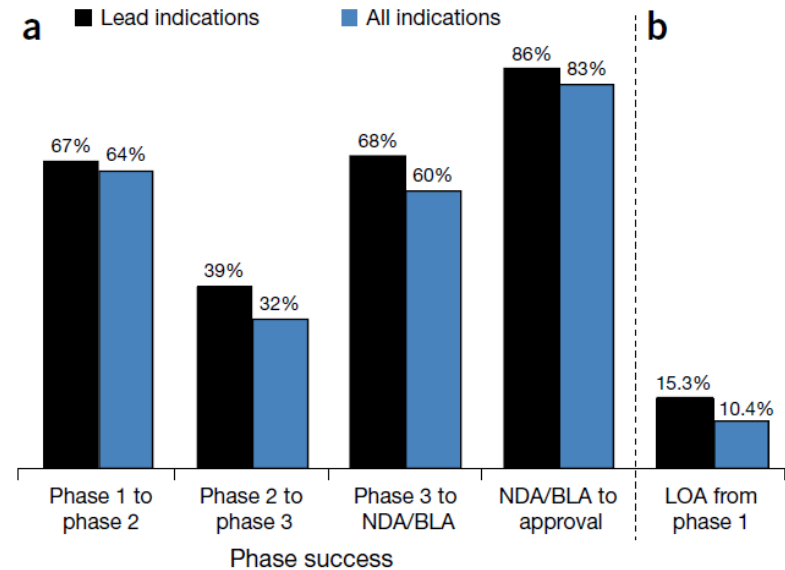 a
Lead indications
All indications
b
67%
64%
39%
32%
68%
60%
86%
83%
15.3%
10.4%
Phase 1 to
phase 2
Phase 2 to
phase 3
Phase 3 to
NDA/BLA
NDA/BLA to
approval
LOA from
phase 1
Phase success